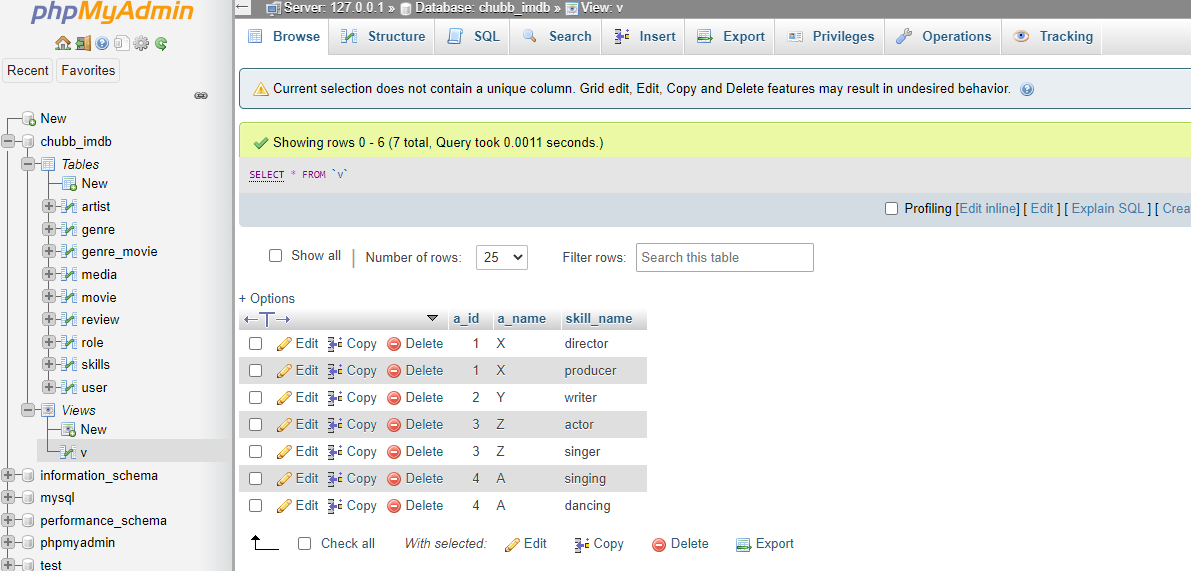 phpMyAdmin
Recent Favorites
New
chubb_imdb
Tables
New
artist
genre
genre_movie
media
movie
review
role
skills
user
Views
New
v
information_schema
mysql
performance_schema
phpmyadmin
test
Server: 127.0.0.1 » Database: chubb_imdb » View: v
Browse Structure SQL Search Insert Export Privileges Operations Tracking
Current selection does not contain a unique column. Grid edit, Edit, Copy and Delete features may result in undesired behavior.
Showing rows 0 - 6 (7 total, Query took 0.0011 seconds.)
SELECT * FROM `v`
Profiling [Edit inline] [ Edit ] [ Explain SQL ] [
Show all | Number of rows: 25 Filter rows: Search this table
+ Options
a_id a_name skill_name
Edit Copy Delete 1 X director
Edit Copy Delete 1 X producer
Edit Copy Delete 2 Y writer
Edit Copy Delete 3 Z actor
Edit Copy Delete 3 Z singer
Edit Copy Delete 4 A singing
Edit Copy Delete 4 A dancing
Check all With selected: Edit Copy Delete Export